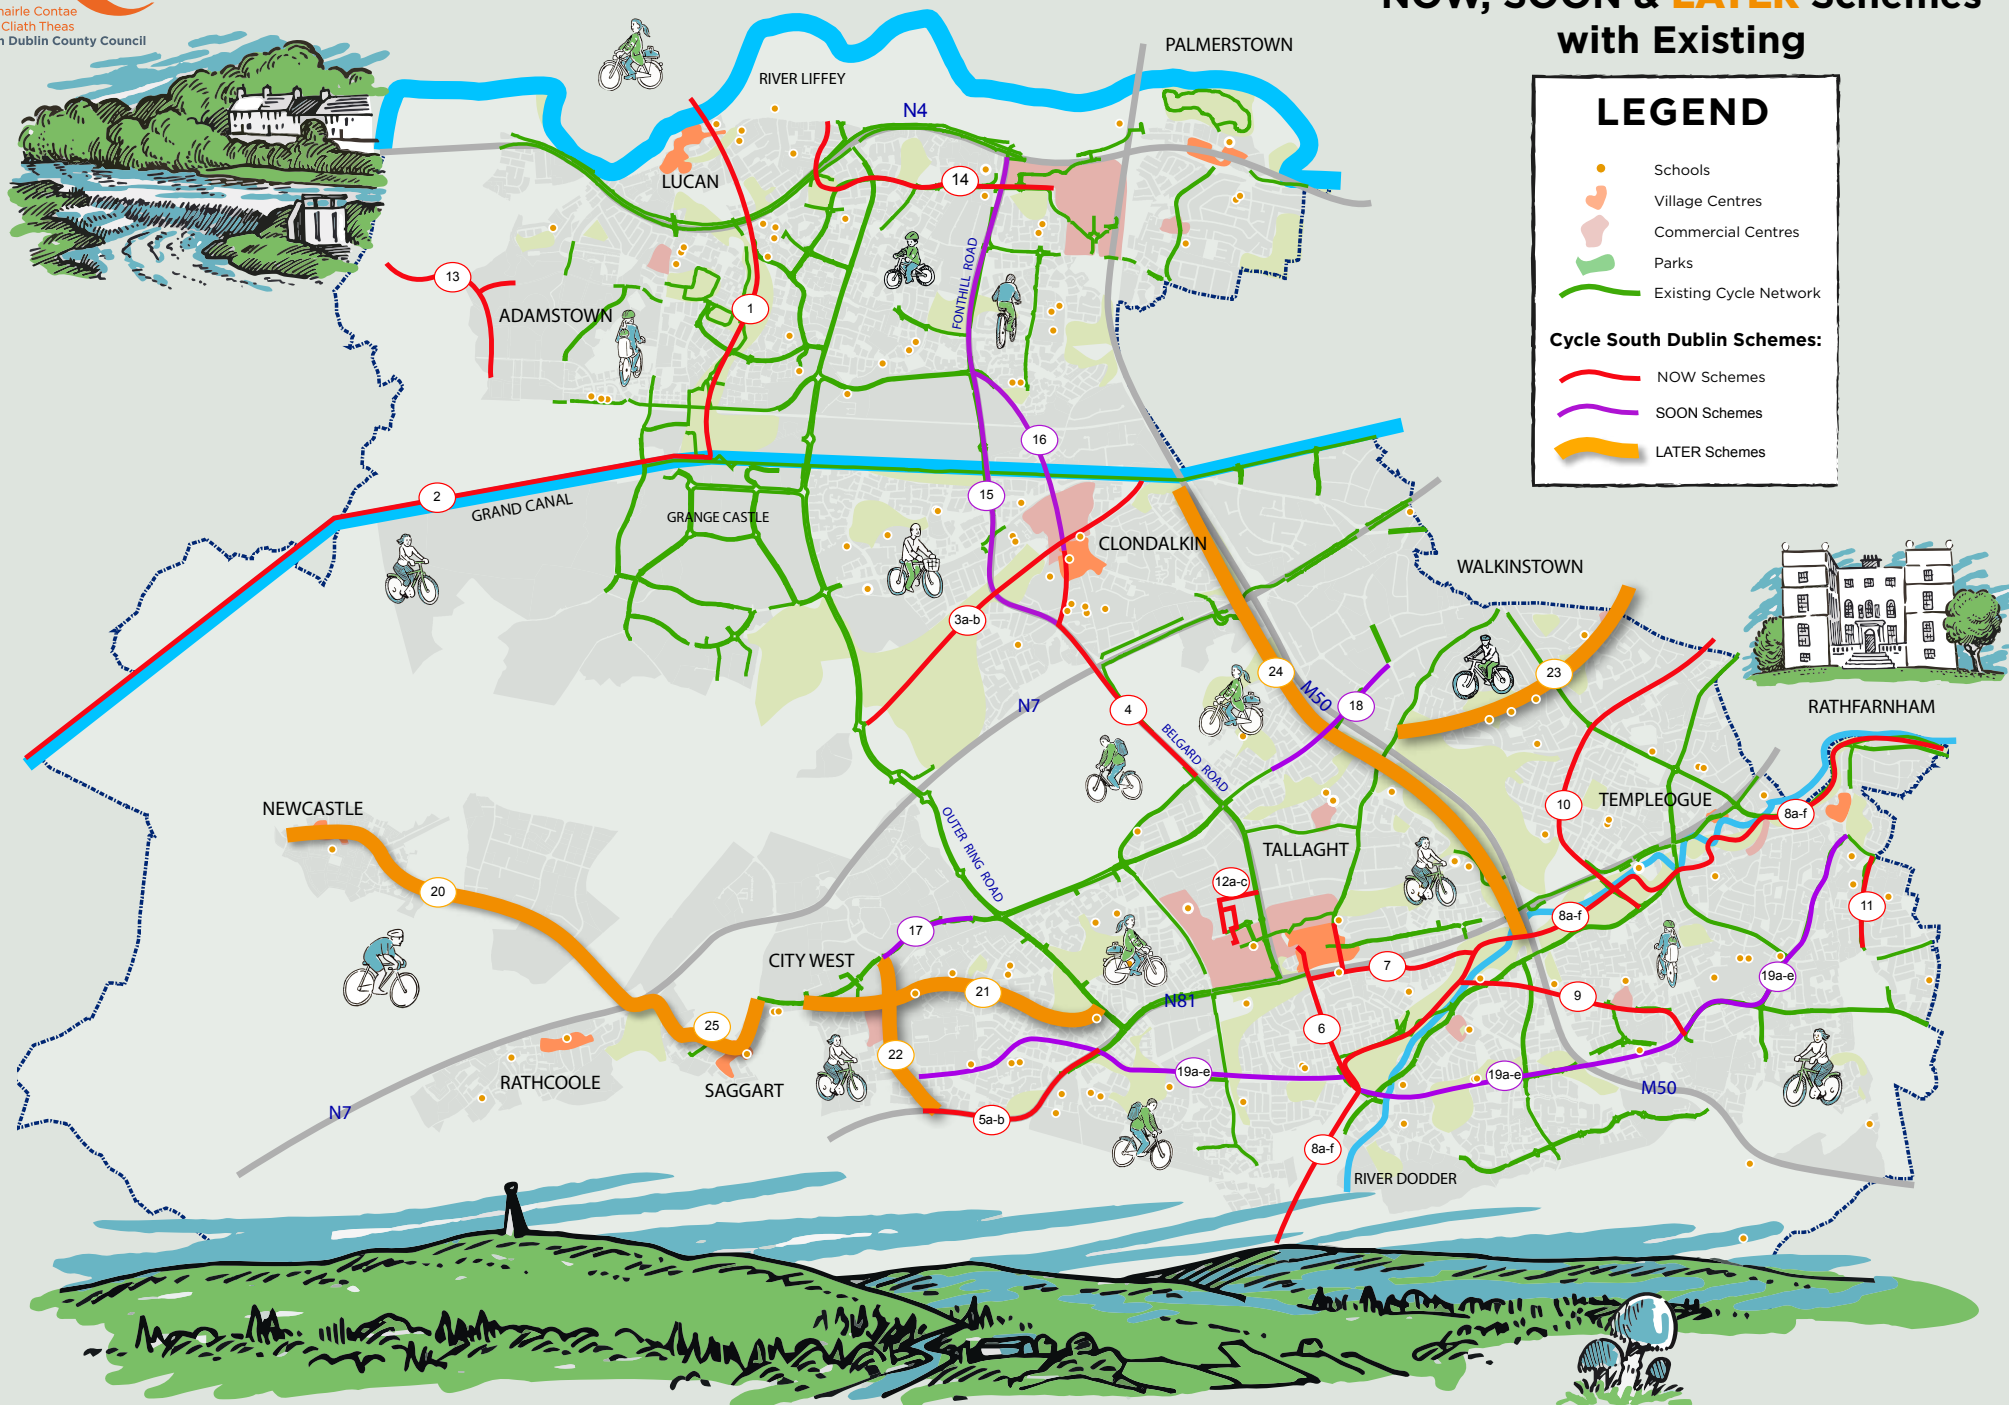 Contae
Cliath Theas
Dublin County Council
NOW, SOON & LATER Schemes
with Existing
LEGEND
Schools
Village Centres
Commercial Centres
Parks
Existing Cycle Network
Cycle South Dublin Schemes:
NOW Schemes
SOON Schemes
LATER Schemes
PALMERSTOWN
RIVER LIFFEY
N4
LUCAN
14
FONTHILL ROAD
13
1
ADAMSTOWN
16
2
GRAND CANAL
15
GRANGE CASTLE
CLONDALKIN
WALKINSTOWN
3a-b
24
23
M50
18
N7
4
BELGARD ROAD
RATHFARNHAM
NEWCASTLE
OUTER RING ROAD
10
TEMPLEOGUE
8a-f
TALLAGHT
20
12a-c
8a-f
11
17
CITY WEST
7
19a-e
21
N81
9
25
6
22
RATHCOOLE
SAGGART
19a-e
19a-e
M50
N7
5a-b
8a-f
RIVER DODDER